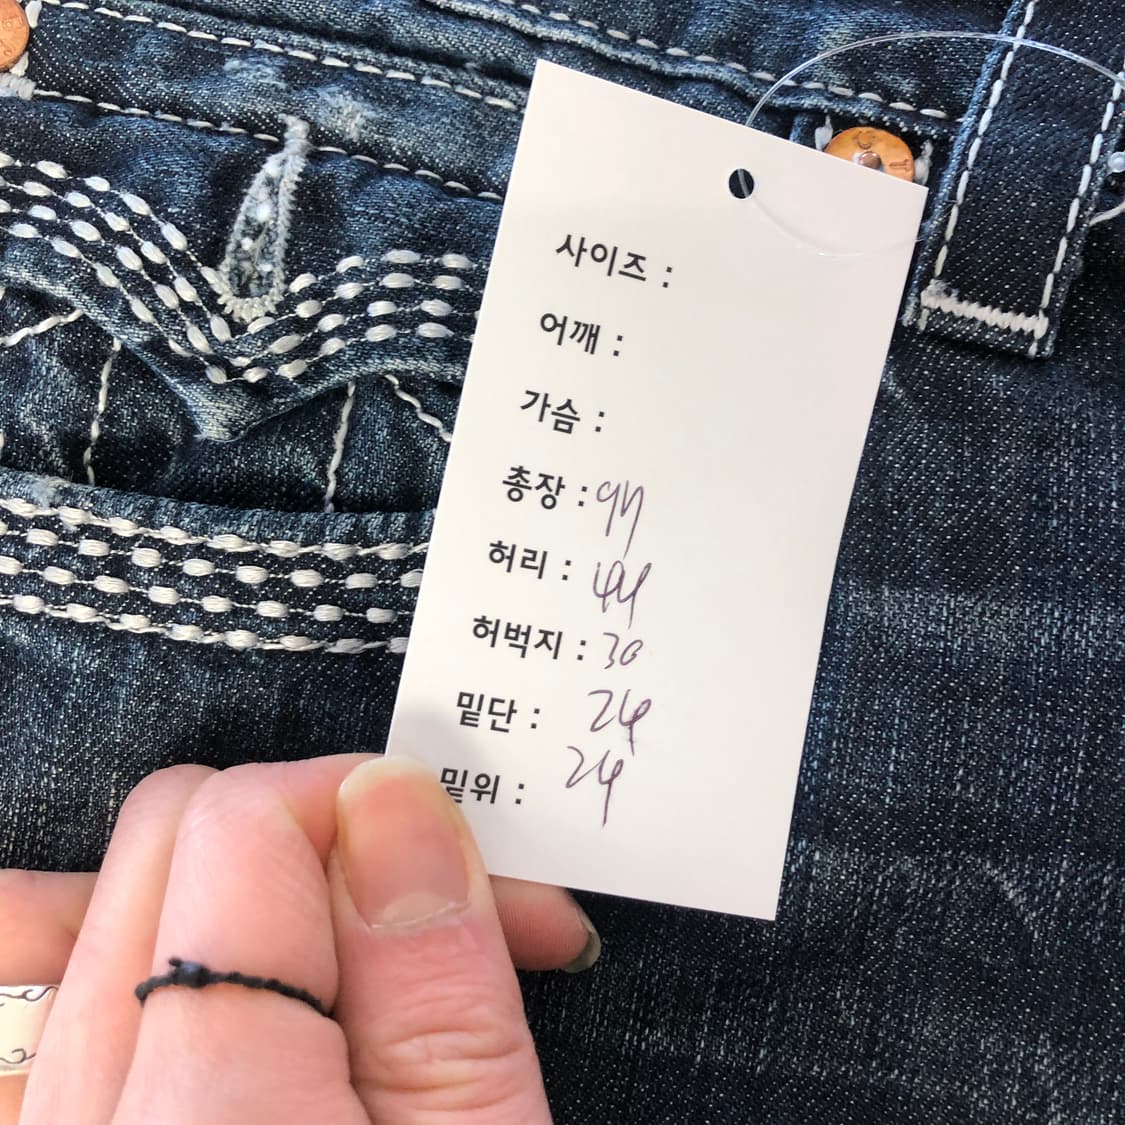 사이즈 :
어깨 :
가슴 :
총장 : 97
허리 : 44
허벅지 : 30
밑단 : 24
밑위 : 24